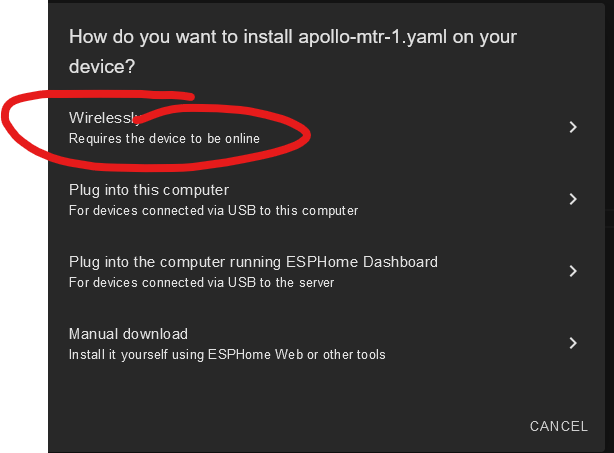 How do you want to install apollo-mtr-1.yaml on your
device?
Wirelessly
Requires the device to be online
Plug into this computer
For devices connected via USB to this computer
Plug into the computer running ESPHome Dashboard
For devices connected via USB to the server
Manual download
Install it yourself using ESPHome Web or other tools
CANCEL